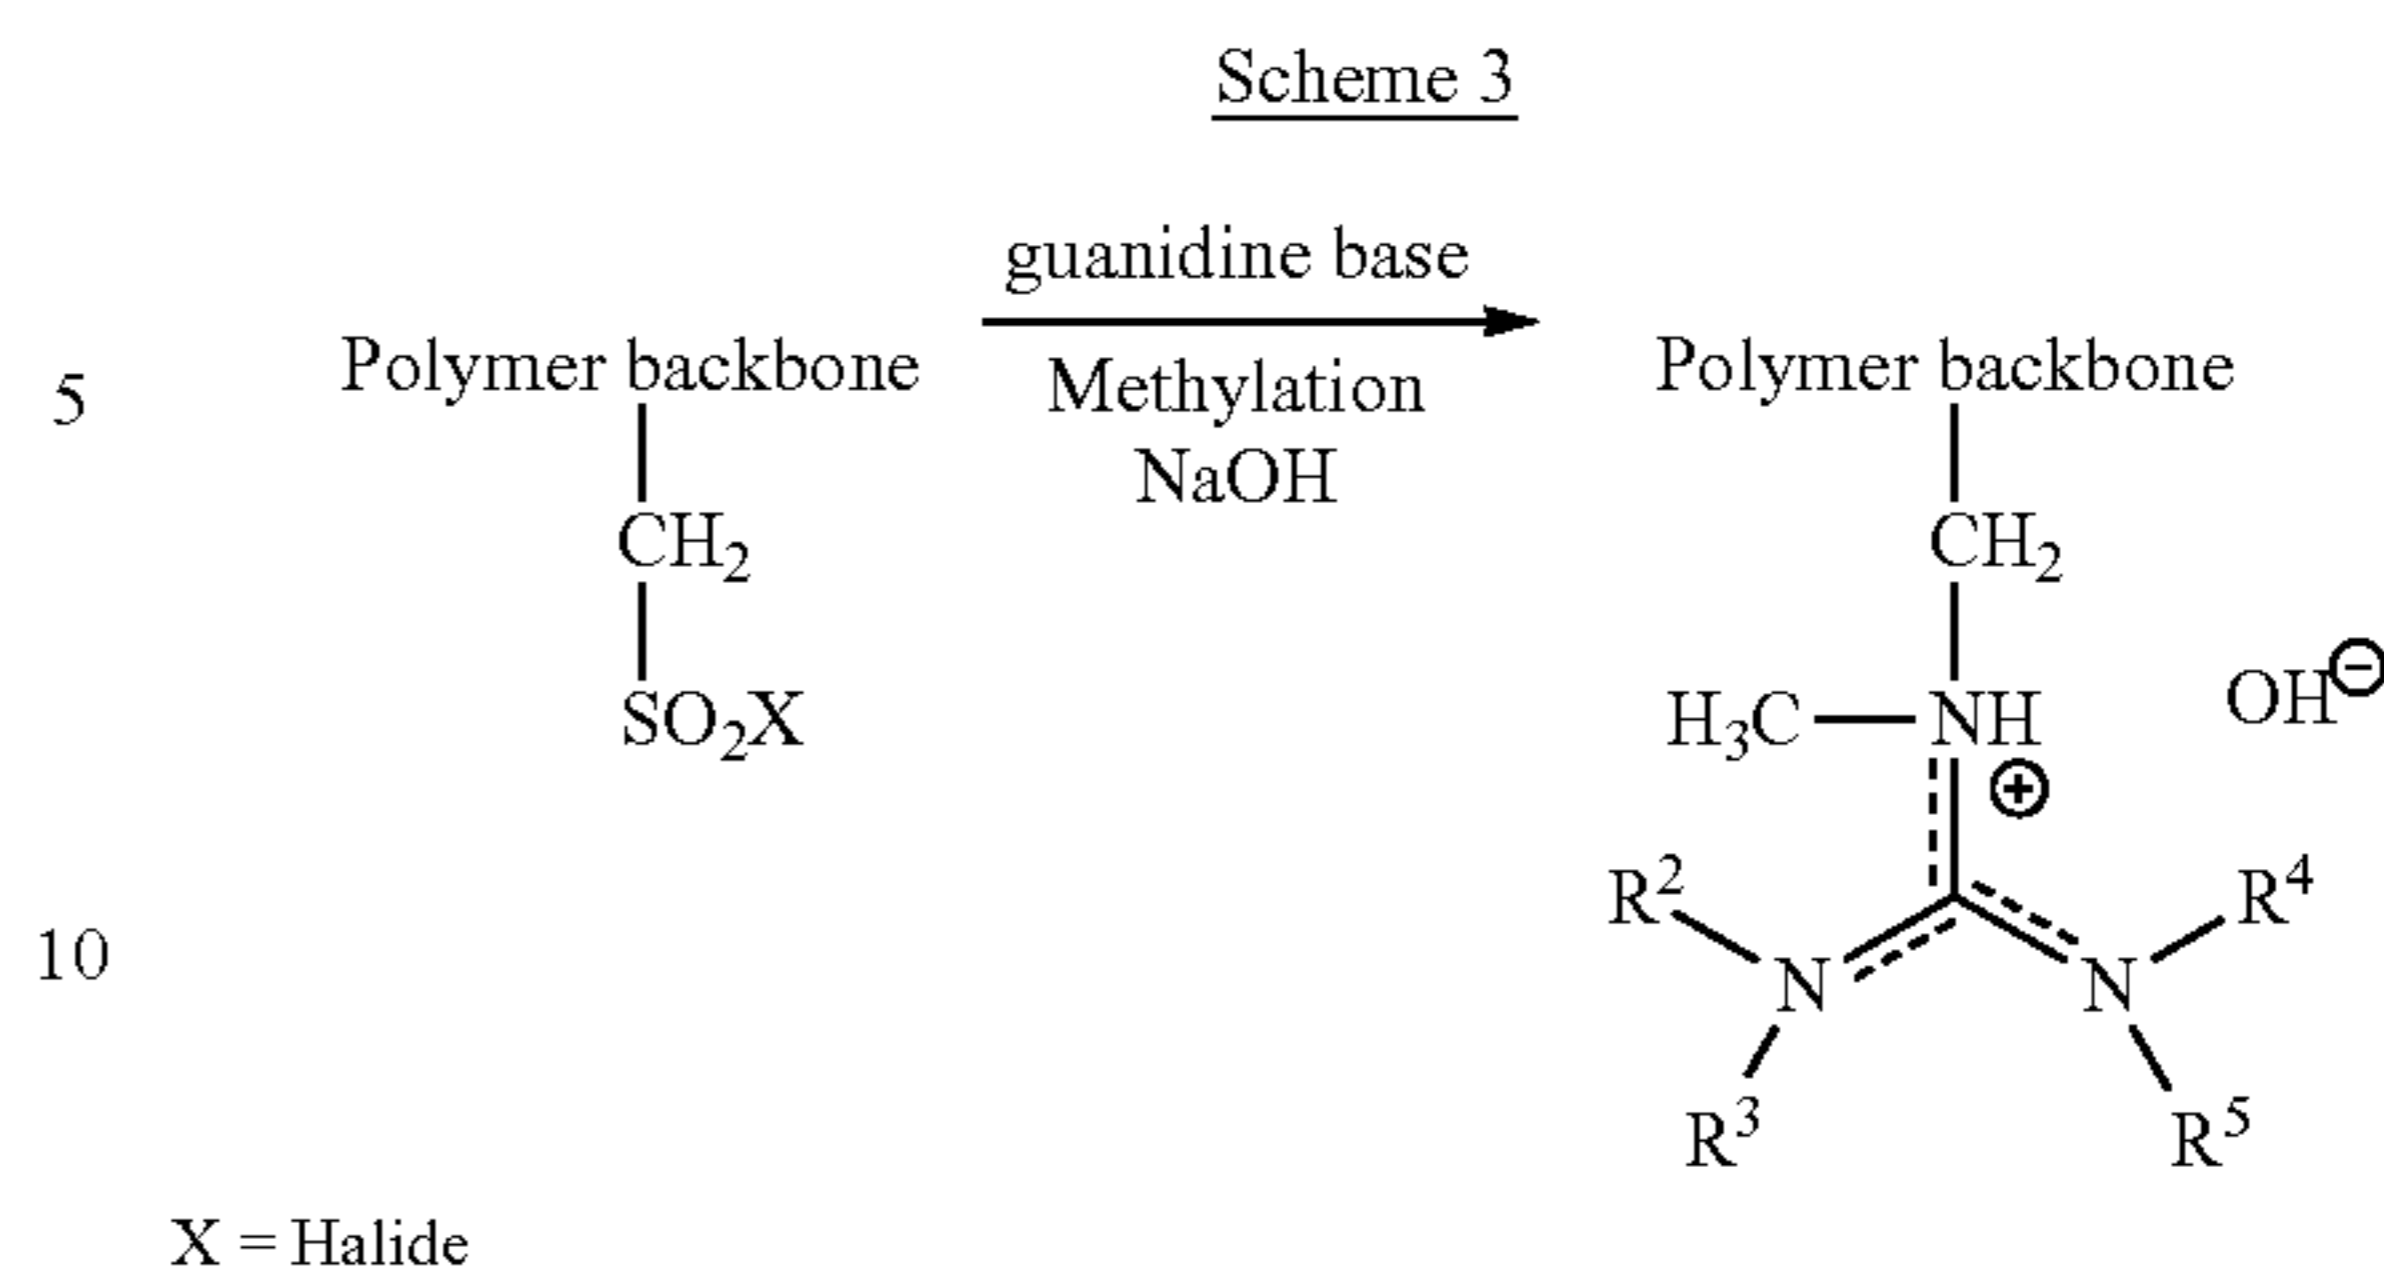 Scheme 3
guanidine base
Methylation
NaOH
5
Polymer backbone
CH2
SO2X
Polymer backbone
CH2
H3C
NH
⊕
OH⊖
10
R2
R4
N
N
R3
R5
X = Halide